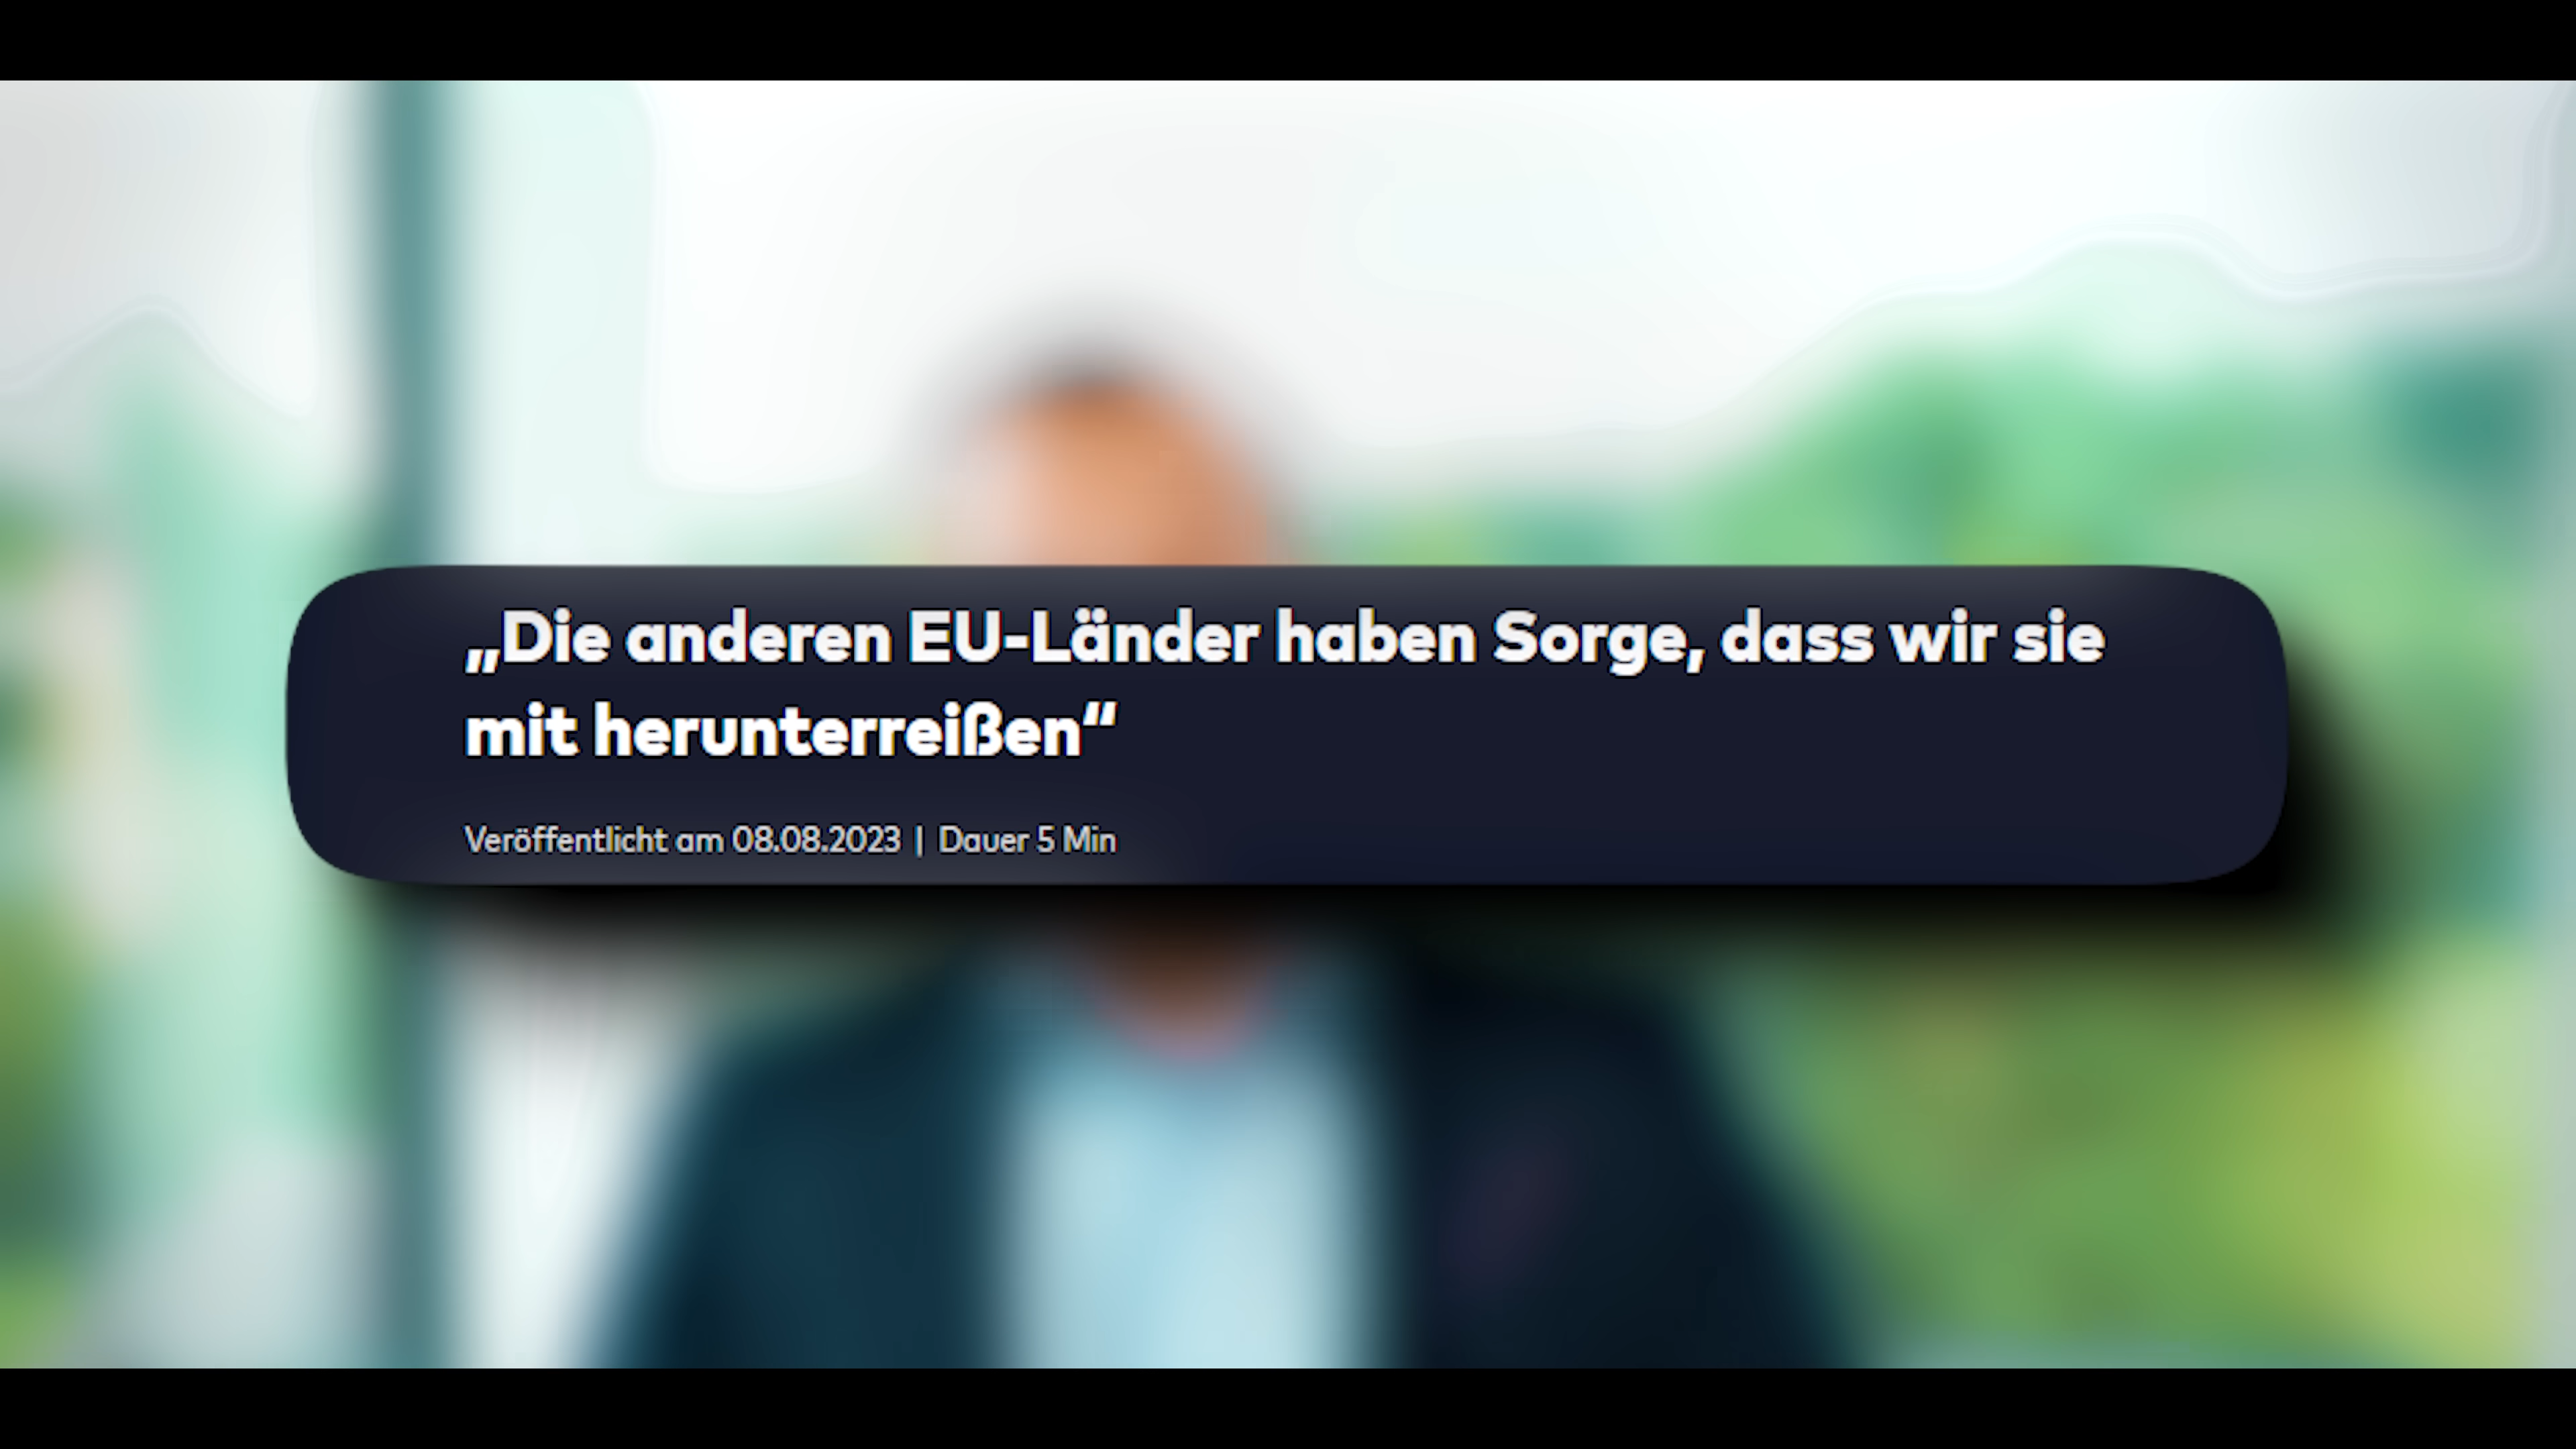 „Die anderen EU-Länder haben Sorge, dass wir sie
mit herunterreißen“
Veröffentlicht am 08.08.2023 | Dauer 5 Min